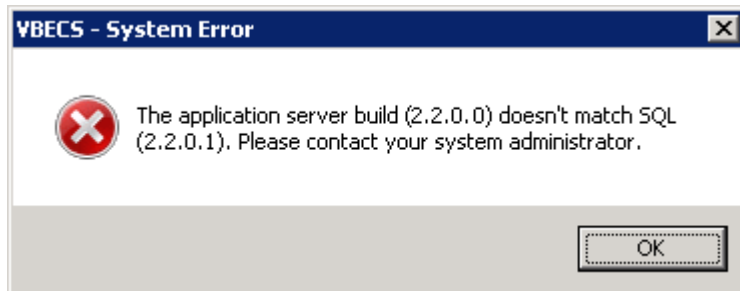 VBECS - System Error
The application server build (2.2.0.0) doesn't match SQL
(2.2.0.1). Please contact your system administrator.
OK